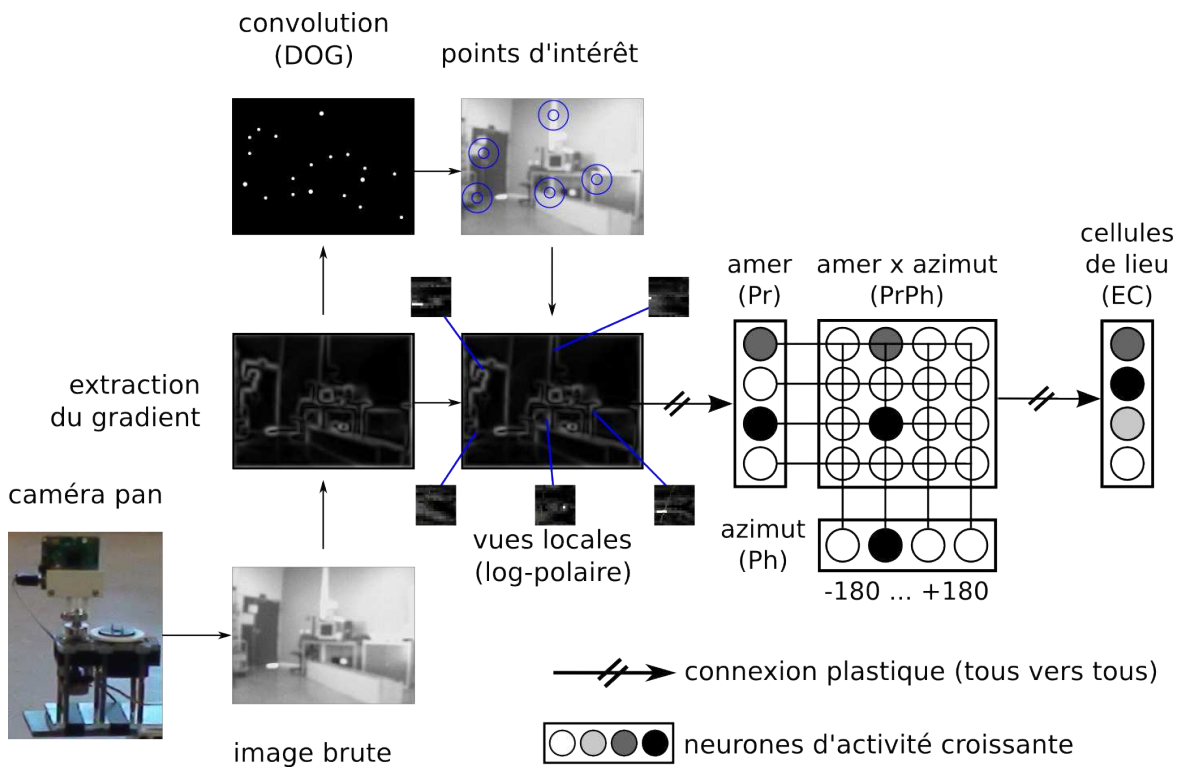 convolution
(DOG)
points d'intérêt
cellules
de lieu
(EC)
amer
(Pr)
amer x azimut
(PrPh)
extraction
du gradient
caméra pan
azimut
(Ph)
vues locales
(log-polaire)
-180 ... +180
connexion plastique (tous vers tous)
image brute
neurones d'activité croissante